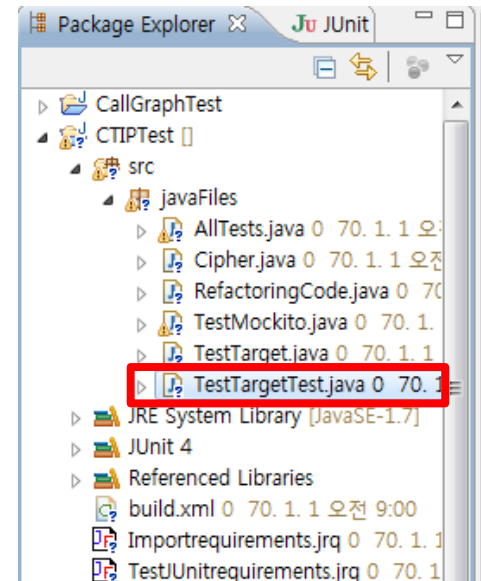 Package Explorer
JU JUnit
CallGraphTest
CTIPTest []
src
javaFiles
AllTests.java 0 70. 1. 1 오
Cipher.java 0 70. 1. 1 오전
RefactoringCode.java 0 70
TestMockito.java 0 70. 1.
TestTarget.java 0 70. 1. 1
TestTargetTest.java 0 70. 1
JRE System Library [JavaSE-1.7]
JUnit 4
Referenced Libraries
build.xml 0 70. 1. 1 오전 9:00
Importrequirements.jrq 0 70. 1. 1
TestJUnitrequirements.jrq 0 70. 1